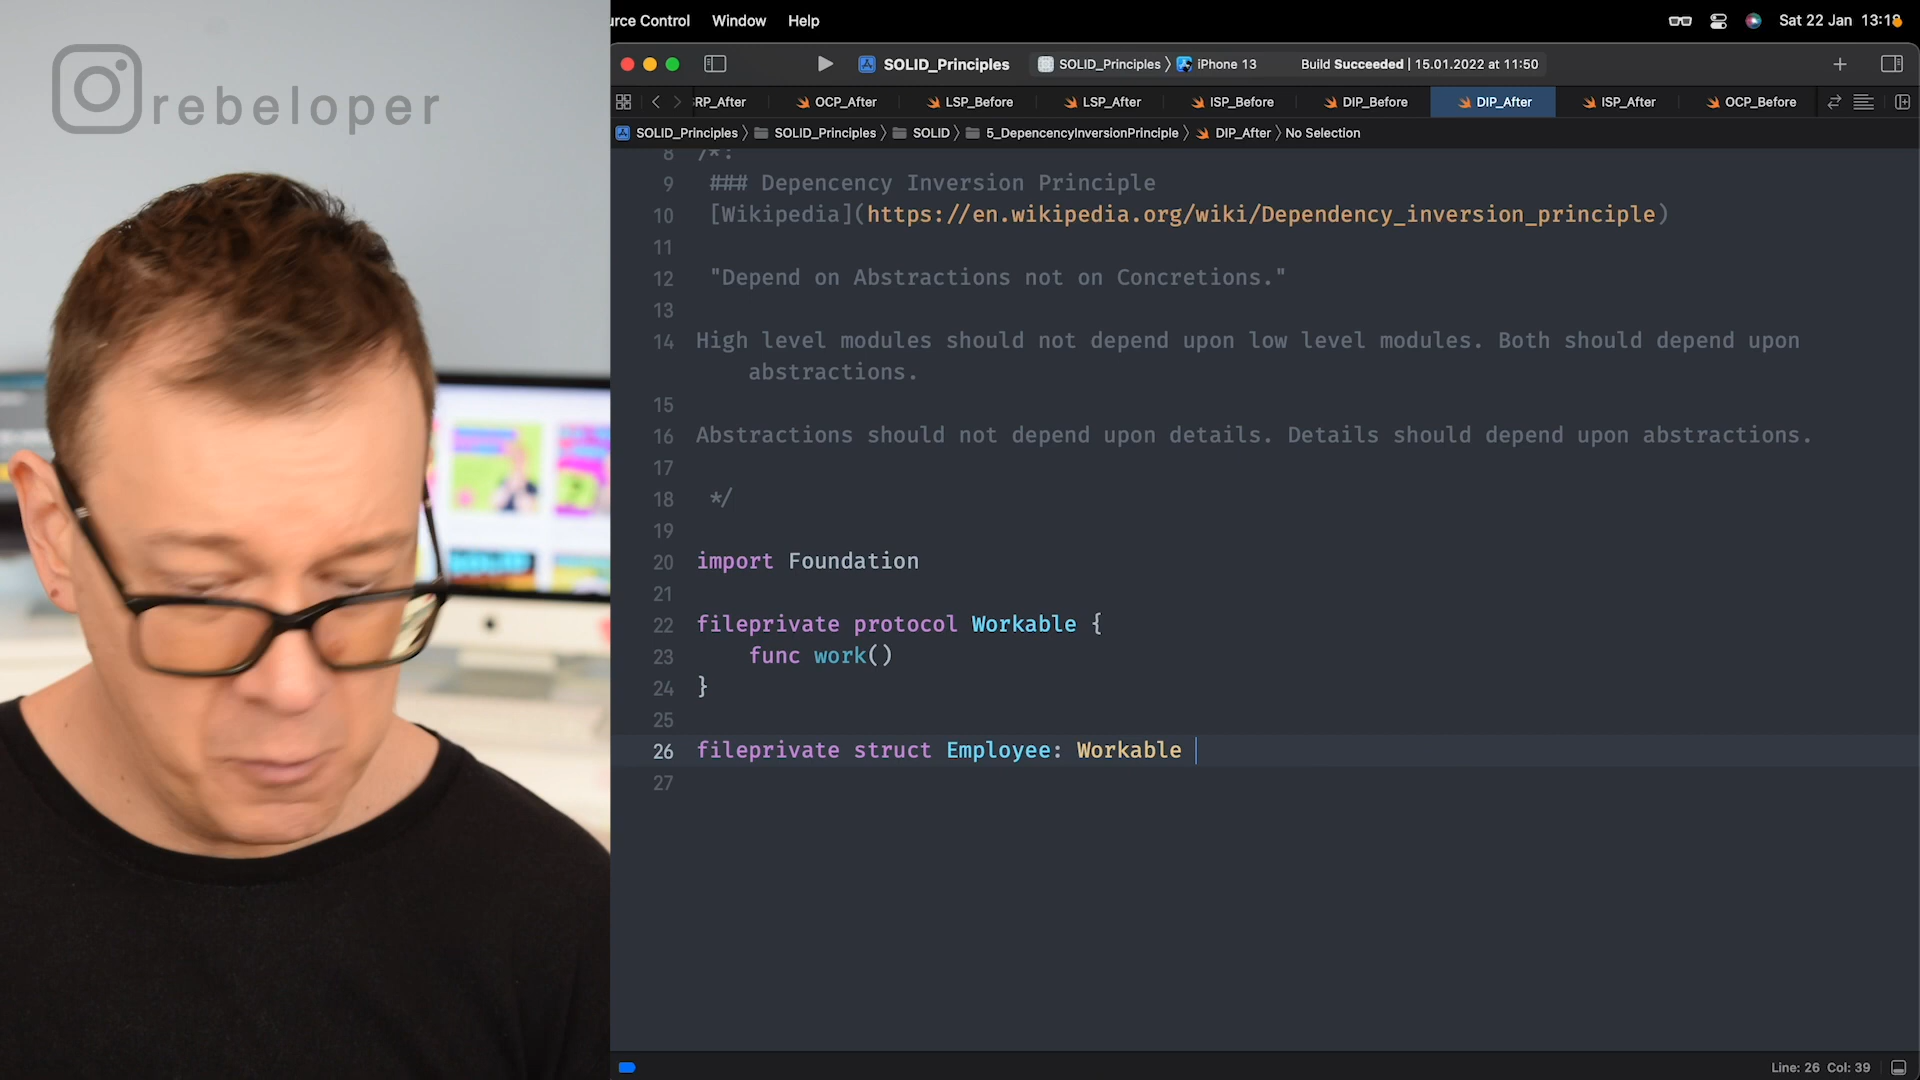 rebeloper
urce Control Window Help
Sat 22 Jan 13:18
SOLID_Principles SOLID_Principles 〉 iPhone 13 Build Succeeded | 15.01.2022 at 11:50
RP_After OCP_After LSP_Before LSP_After ISP_Before DIP_Before DIP_After ISP_After OCP_Before
SOLID_Principles 〉 SOLID_Principles 〉 SOLID 〉 5_DepencencyInversionPrinciple 〉 DIP_After 〉 No Selection
8 /*:
9 ### Depencency Inversion Principle
10 [Wikipedia](https://en.wikipedia.org/wiki/Dependency_inversion_principle)
11
12 "Depend on Abstractions not on Concretions."
13
14 High level modules should not depend upon low level modules. Both should depend upon
abstractions.
15
16 Abstractions should not depend upon details. Details should depend upon abstractions.
17
18 */
19
20 import Foundation
21
22 fileprivate protocol Workable {
23 func work()
24 }
25
26 fileprivate struct Employee: Workable
27
Line: 26 Col: 39